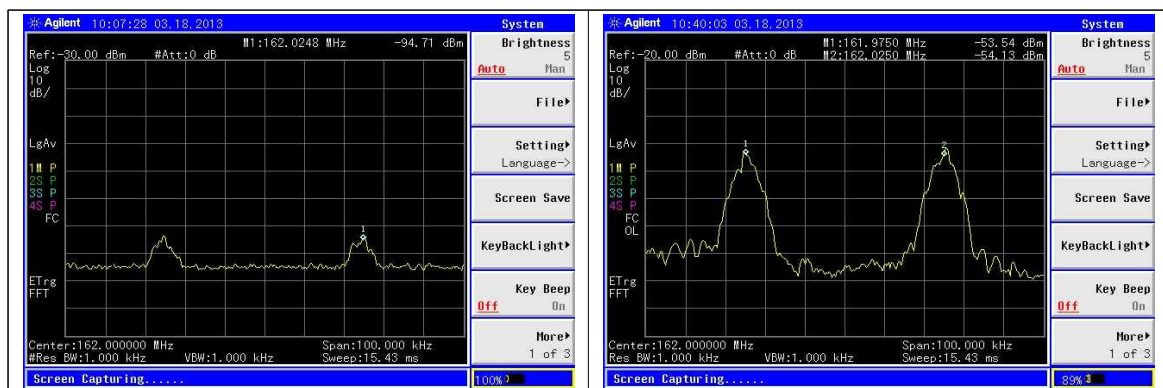 Agilent 10:07:28 03.18.2013 System
M1:162.0248 MHz -94.71 dBm
Ref:-30.00 dBm #Att:0 dB
Log
10
dB/
LgAv
1M P
2S P
3S P
4S P
FC
ETrg
FFT
1
Center:162.000000 MHz Span:100.000 kHz
#Res BW:1.000 kHz VBW:1.000 kHz Sweep:15.43 ms
Brightness
5
Auto Man
File
Setting
Language->
Screen Save
KeyBackLight
Key Beep
Off On
More
1 of 3
Screen Capturing...... 100%
Agilent 10:40:03 03.18.2013 System
M1:161.9750 MHz -53.54 dBm
Ref:-20.00 dBm #Att:0 dB M2:162.0250 MHz -54.13 dBm
Log
10
dB/
LgAv
1M P
2S P
3S P
4S P
FC
OL
ETrg
FFT
1 2
Center:162.000000 MHz Span:100.000 kHz
Res BW:1.000 kHz VBW:1.000 kHz Sweep:15.43 ms
Brightness
5
Auto Man
File
Setting
Language->
Screen Save
KeyBackLight
Key Beep
Off On
More
1 of 3
Screen Capturing...... 89%